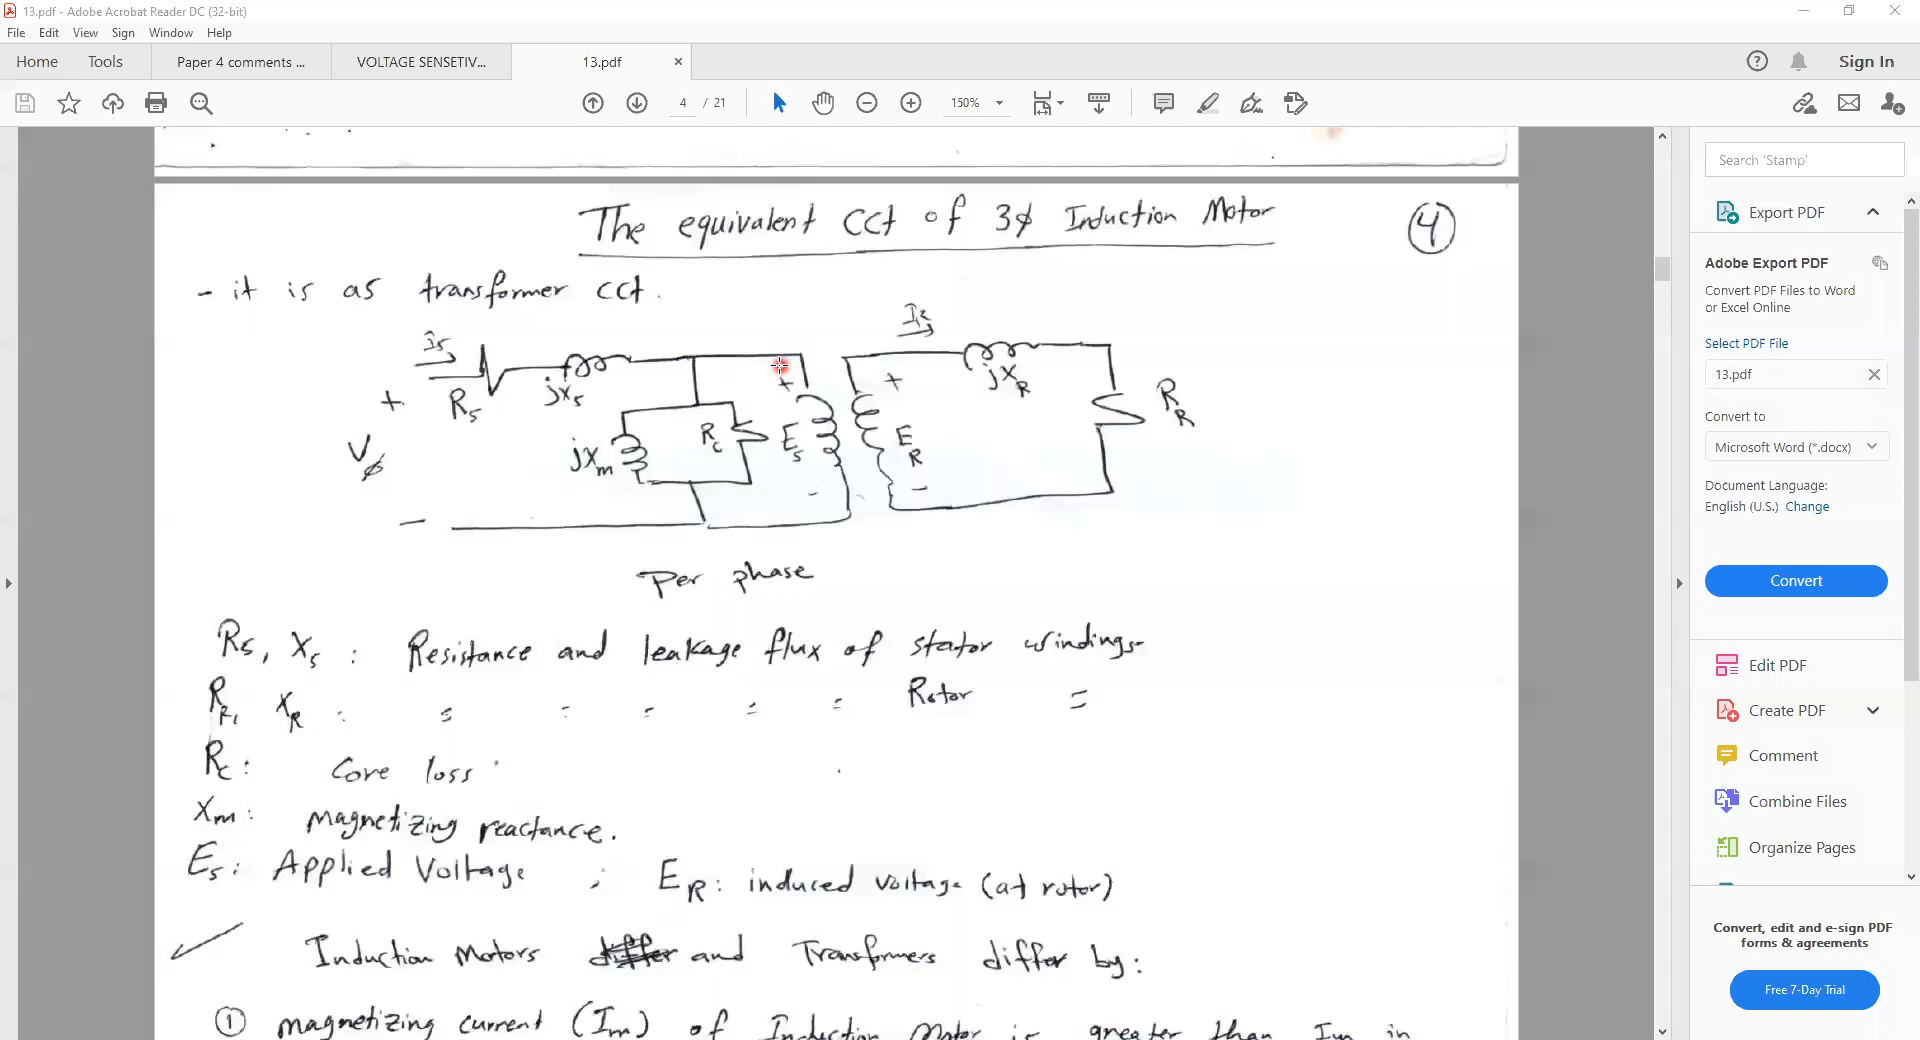 13.pdf - Adobe Acrobat Reader DC (32-bit)
File Edit View Sign Window Help
Home Tools Paper 4 comments ... VOLTAGE SENSETIV... 13.pdf Sign In
4 / 21 150%
The equivalent cct of 3ϕ Induction Motor
4
- it is as transformer cct.
Is
+ Rs jXs + jXm Rc Es -
Vϕ
-
IR
+ jXR RR ER -
Per phase
Rs, Xs : Resistance and leakage flux of stator windings
RR, XR : = = = = = Rotor =
Rc : Core loss
Xm : magnetizing reactance.
Es : Applied Voltage ; ER : induced voltage (at rotor)
Induction Motors and Transformers differ by:
① magnetizing current (Im) of Induction Motor is greater than Im in
Search 'Stamp'
Export PDF
Adobe Export PDF
Convert PDF Files to Word
or Excel Online
Select PDF File
13.pdf
Convert to
Microsoft Word (*.docx)
Document Language:
English (U.S.) Change
Convert
Edit PDF
Create PDF
Comment
Combine Files
Organize Pages
Convert, edit and e-sign PDF
forms & agreements
Free 7-Day Trial